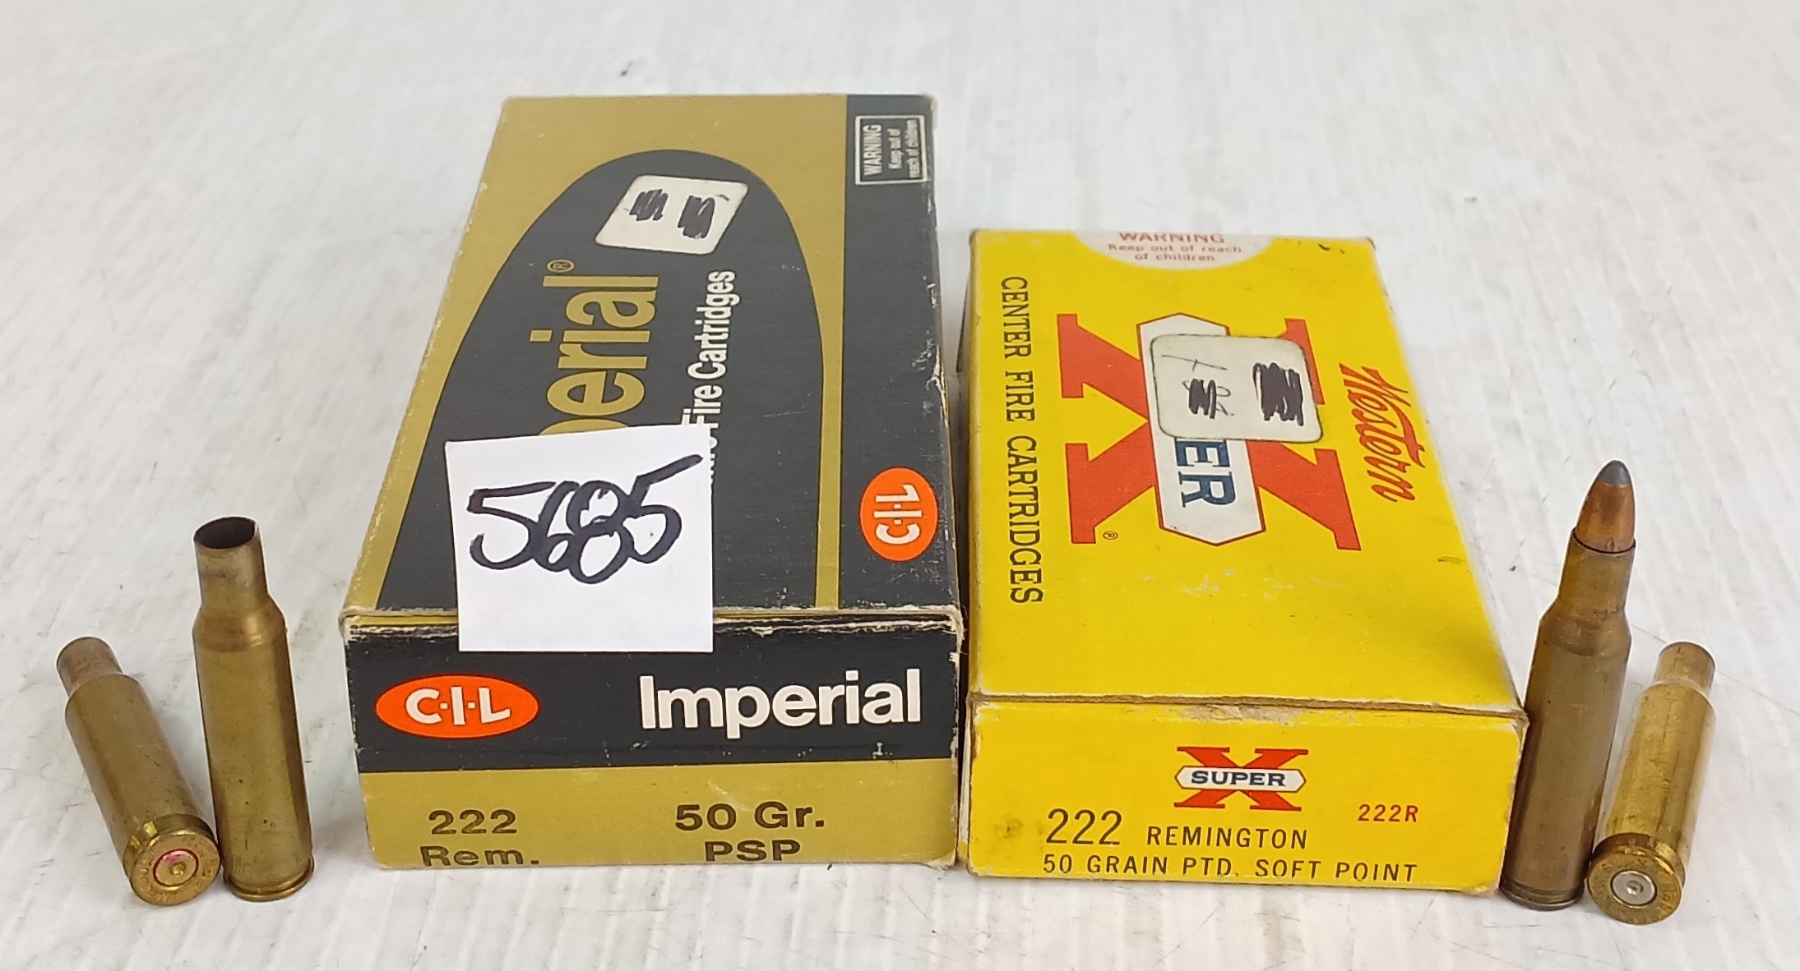 WARNING
Keep out of
reach of children
perial®
Fire Cartridges
5685
C·I·L
C·I·L
Imperial
222
Rem.
50 Gr.
PSP
WARNING
Keep out of reach
of children
CENTER FIRE CARTRIDGES
Western
X
PER
®
SUPER
X
222R
222 REMINGTON
50 GRAIN PTD. SOFT POINT